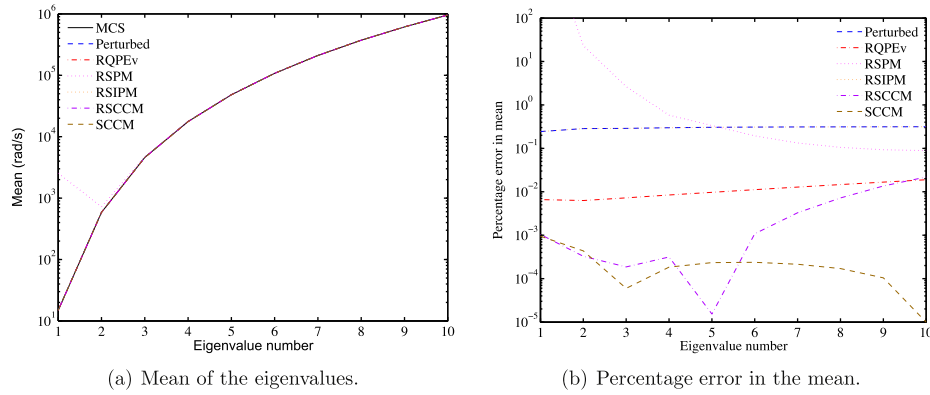 10^6
10^5
10^4
10^3
10^2
10^1
Mean (rad/s)
MCS
Perturbed
RQPEv
RSPM
RSIPM
RSCCM
SCCM
1 2 3 4 5 6 7 8 9 10
Eigenvalue number
(a) Mean of the eigenvalues.
10^2
10^1
10^0
10^-1
10^-2
10^-3
10^-4
10^-5
Percentage error in mean
Perturbed
RQPEv
RSPM
RSIPM
RSCCM
SCCM
1 2 3 4 5 6 7 8 9 10
Eigenvalue number
(b) Percentage error in the mean.